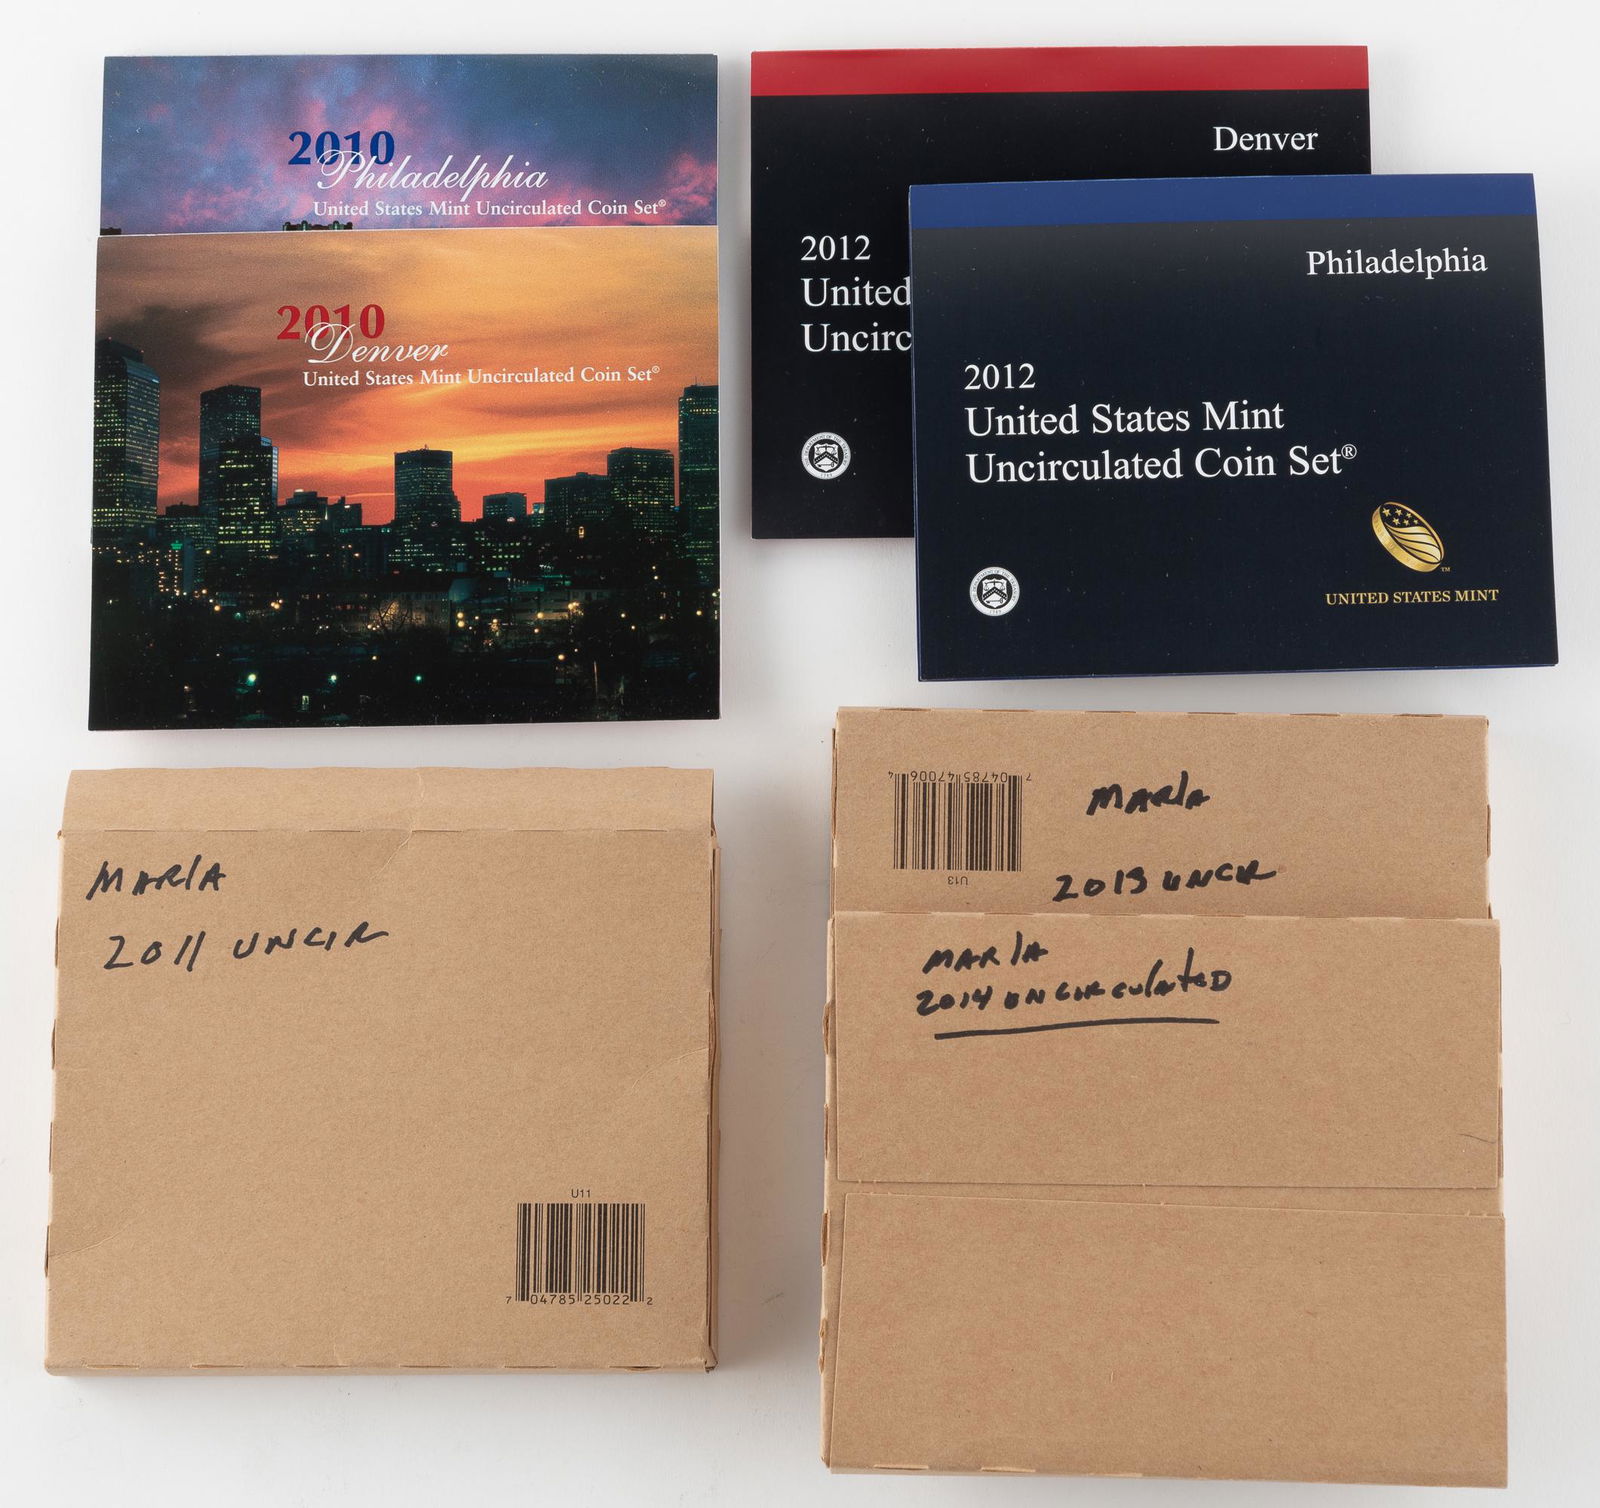 2010
Philadelphia
United States Mint Uncirculated Coin Set®
2010
Denver
United States Mint Uncirculated Coin Set®
Denver
2012
United
Uncirc
Philadelphia
2012
United States Mint
Uncirculated Coin Set®
UNITED STATES MINT
MARIA
2011 UNCIR
U11
7 04785 25022 2
7 04785 47006 4
U13
MARIA
2013 UNCIR
MARIA
2014 UNCIRCULATED